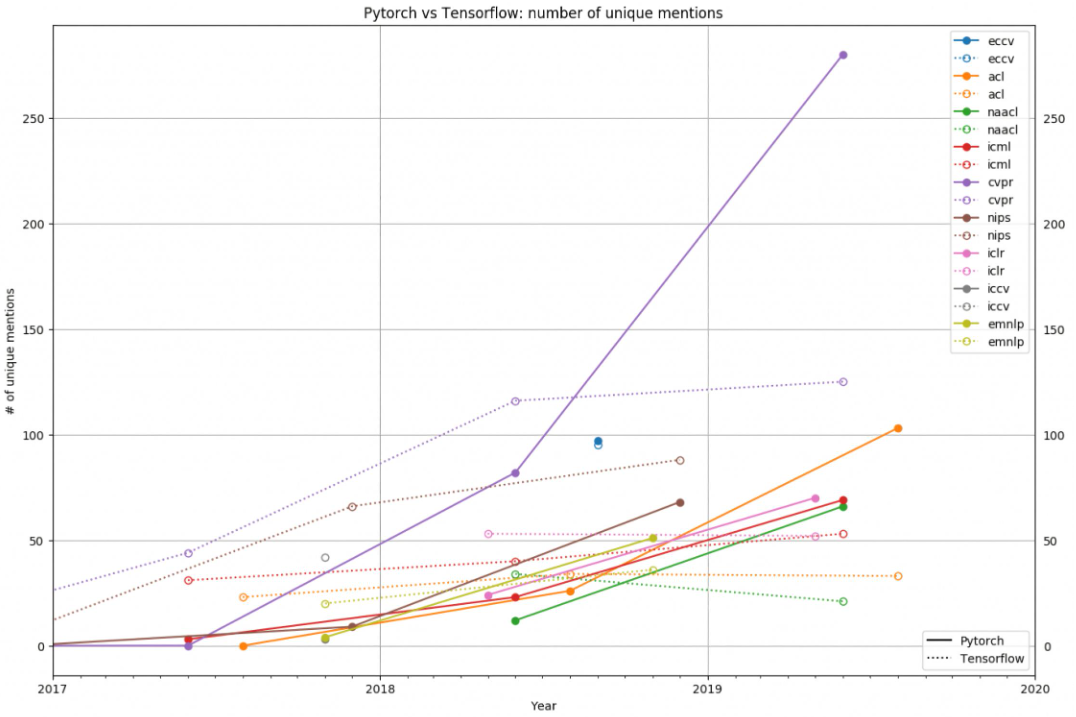 Pytorch vs Tensorflow: number of unique mentions
# of unique mentions
250
200
150
100
50
0
250
200
150
100
50
0
eccv
eccv
acl
acl
naacl
naacl
icml
icml
cvpr
cvpr
nips
nips
iclr
iclr
iccv
iccv
emnlp
emnlp
Pytorch
Tensorflow
2017
2018
2019
2020
Year